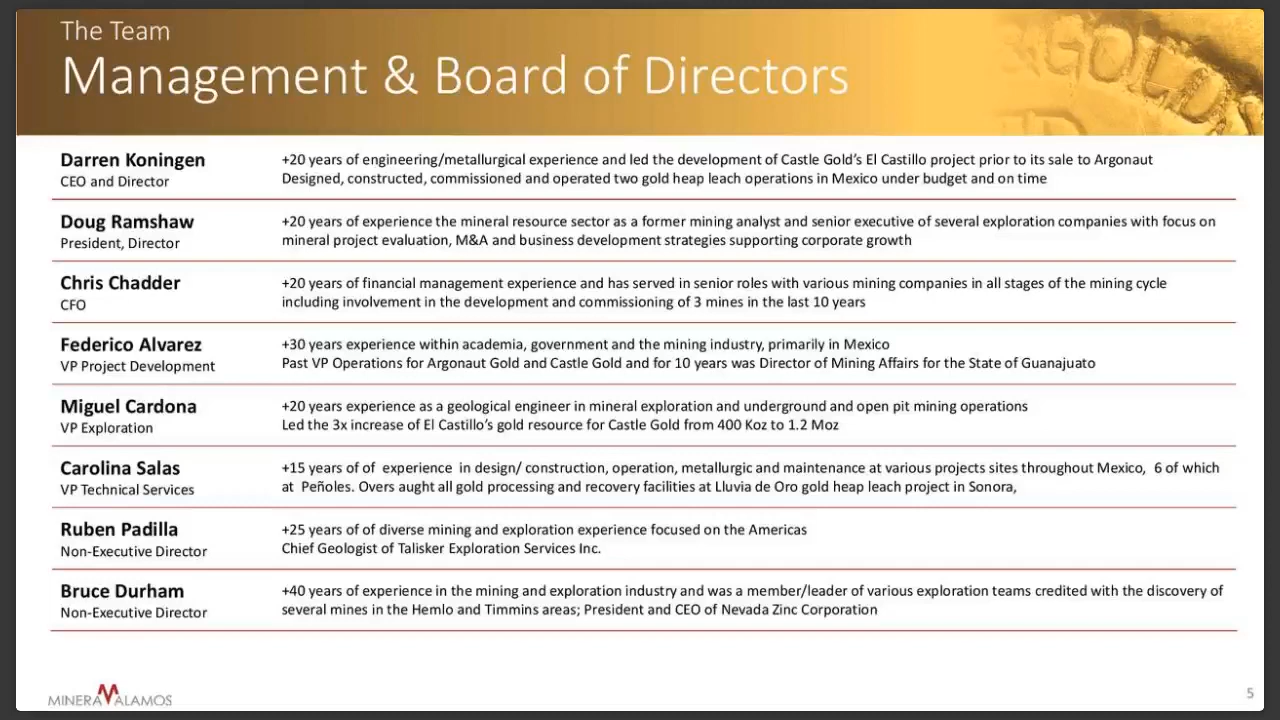 The Team
Management & Board of Directors
GOLD
Darren Koningen
CEO and Director
+20 years of engineering/metallurgical experience and led the development of Castle Gold’s El Castillo project prior to its sale to Argonaut
Designed, constructed, commissioned and operated two gold heap leach operations in Mexico under budget and on time
Doug Ramshaw
President, Director
+20 years of experience the mineral resource sector as a former mining analyst and senior executive of several exploration companies with focus on
mineral project evaluation, M&A and business development strategies supporting corporate growth
Chris Chadder
CFO
+20 years of financial management experience and has served in senior roles with various mining companies in all stages of the mining cycle
including involvement in the development and commissioning of 3 mines in the last 10 years
Federico Alvarez
VP Project Development
+30 years experience within academia, government and the mining industry, primarily in Mexico
Past VP Operations for Argonaut Gold and Castle Gold and for 10 years was Director of Mining Affairs for the State of Guanajuato
Miguel Cardona
VP Exploration
+20 years experience as a geological engineer in mineral exploration and underground and open pit mining operations
Led the 3x increase of El Castillo’s gold resource for Castle Gold from 400 Koz to 1.2 Moz
Carolina Salas
VP Technical Services
+15 years of of experience in design/ construction, operation, metallurgic and maintenance at various projects sites throughout Mexico, 6 of which
at Peñoles. Overs aught all gold processing and recovery facilities at Lluvia de Oro gold heap leach project in Sonora,
Ruben Padilla
Non-Executive Director
+25 years of of diverse mining and exploration experience focused on the Americas
Chief Geologist of Talisker Exploration Services Inc.
Bruce Durham
Non-Executive Director
+40 years of experience in the mining and exploration industry and was a member/leader of various exploration teams credited with the discovery of
several mines in the Hemlo and Timmins areas; President and CEO of Nevada Zinc Corporation
MINERA ALAMOS
5